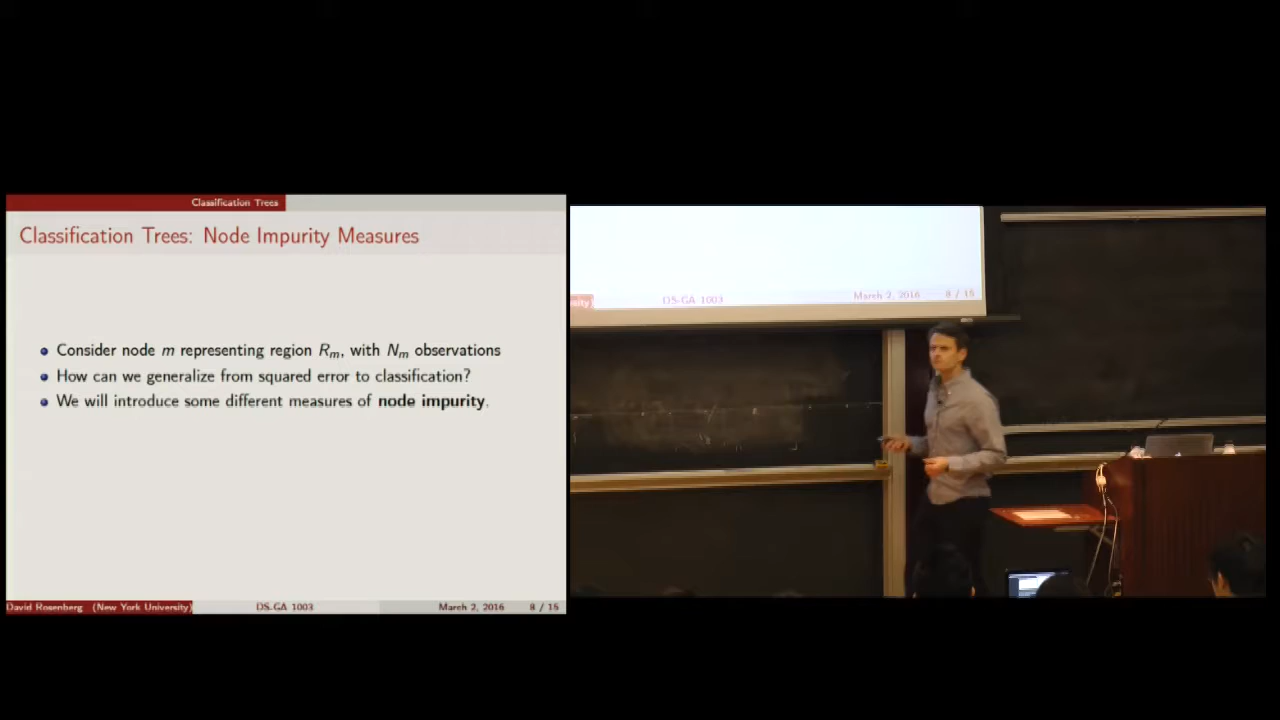 Classification Trees
Classification Trees: Node Impurity Measures
Consider node m representing region Rm, with Nm observations
How can we generalize from squared error to classification?
We will introduce some different measures of node impurity.
David Rosenberg (New York University)
DS-GA 1003
March 2, 2016
8 / 15
DS-GA 1003
March 2, 2016
8 / 15